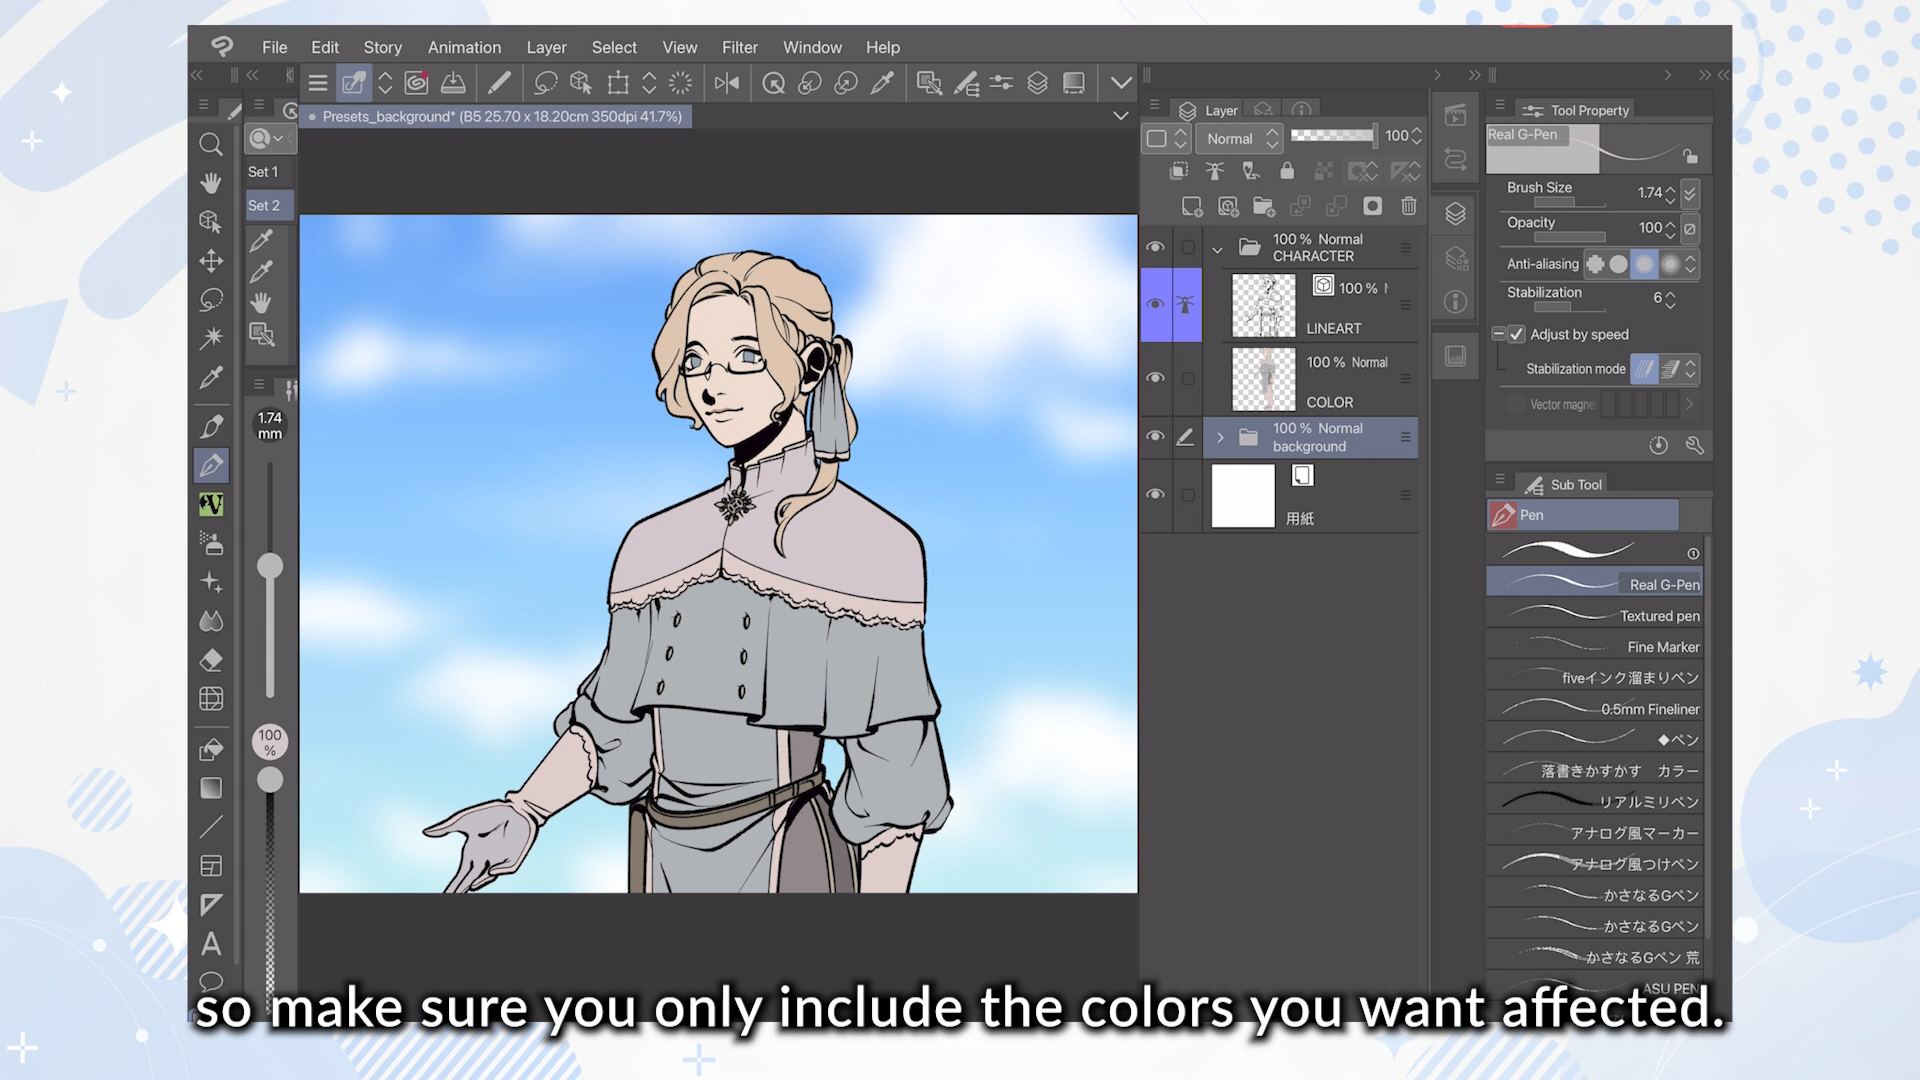 File Edit Story Animation Layer Select View Filter Window Help
Presets_background* (B5 25.70 x 18.20cm 350dpi 41.7%)
Set 1
Set 2
1.74
mm
100
%
Layer
Normal 100
100 % Normal
CHARACTER
100 %
LINEART
100 % Normal
COLOR
100 % Normal
background
用紙
Tool Property
Real G-Pen
Brush Size 1.74
Opacity 100
Anti-aliasing
Stabilization 6
Adjust by speed
Stabilization mode
Vector magne
Sub Tool
Pen
Real G-Pen
Textured pen
Fine Marker
fiveインク溜まりペン
0.5mm Fineliner
◆ペン
落書きかすかす カラー
リアルミリペン
アナログ風マーカー
アナログ風つけペン
かさなるGペン
かさなるGペン
かさなるGペン 荒
ASU PEN
so make sure you only include the colors you want affected.